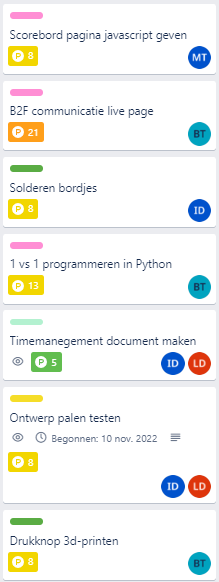 Scorebord pagina javascript geven
P 8
MT
B2F communicatie live page
P 21
BT
Solderen bordjes
P 8
ID
1 vs 1 programmeren in Python
P 13
BT
Timemanegement document maken
P 5
ID LD
Ontwerp palen testen
Begonnen: 10 nov. 2022
P 8
ID LD
Drukknop 3d-printen
P 8
BT